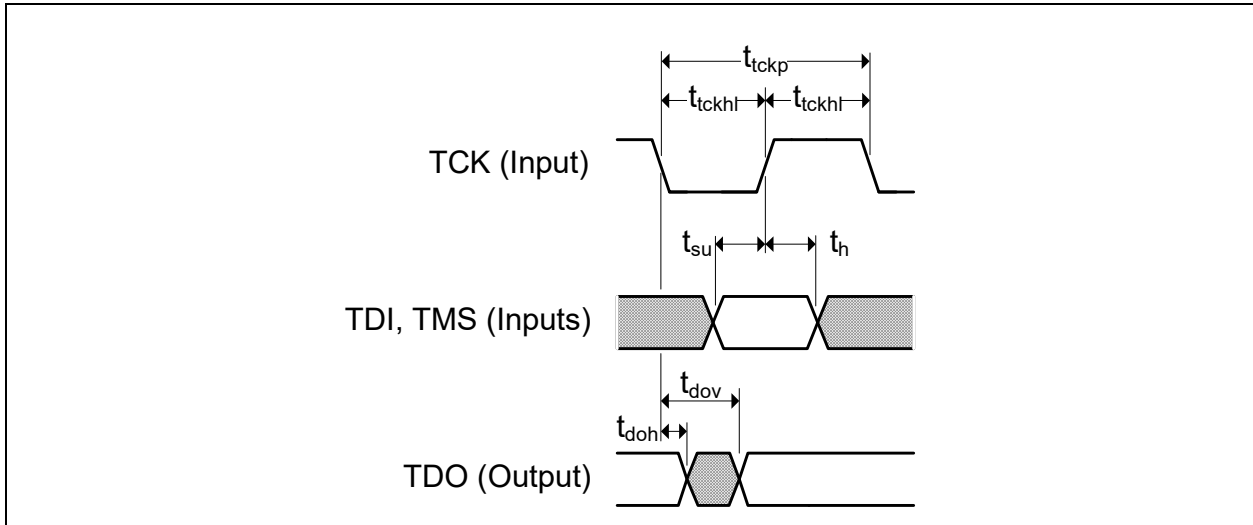 t_tckp
t_tckhl t_tckhl
TCK (Input)
t_su t_h
TDI, TMS (Inputs)
t_dov
t_doh
TDO (Output)